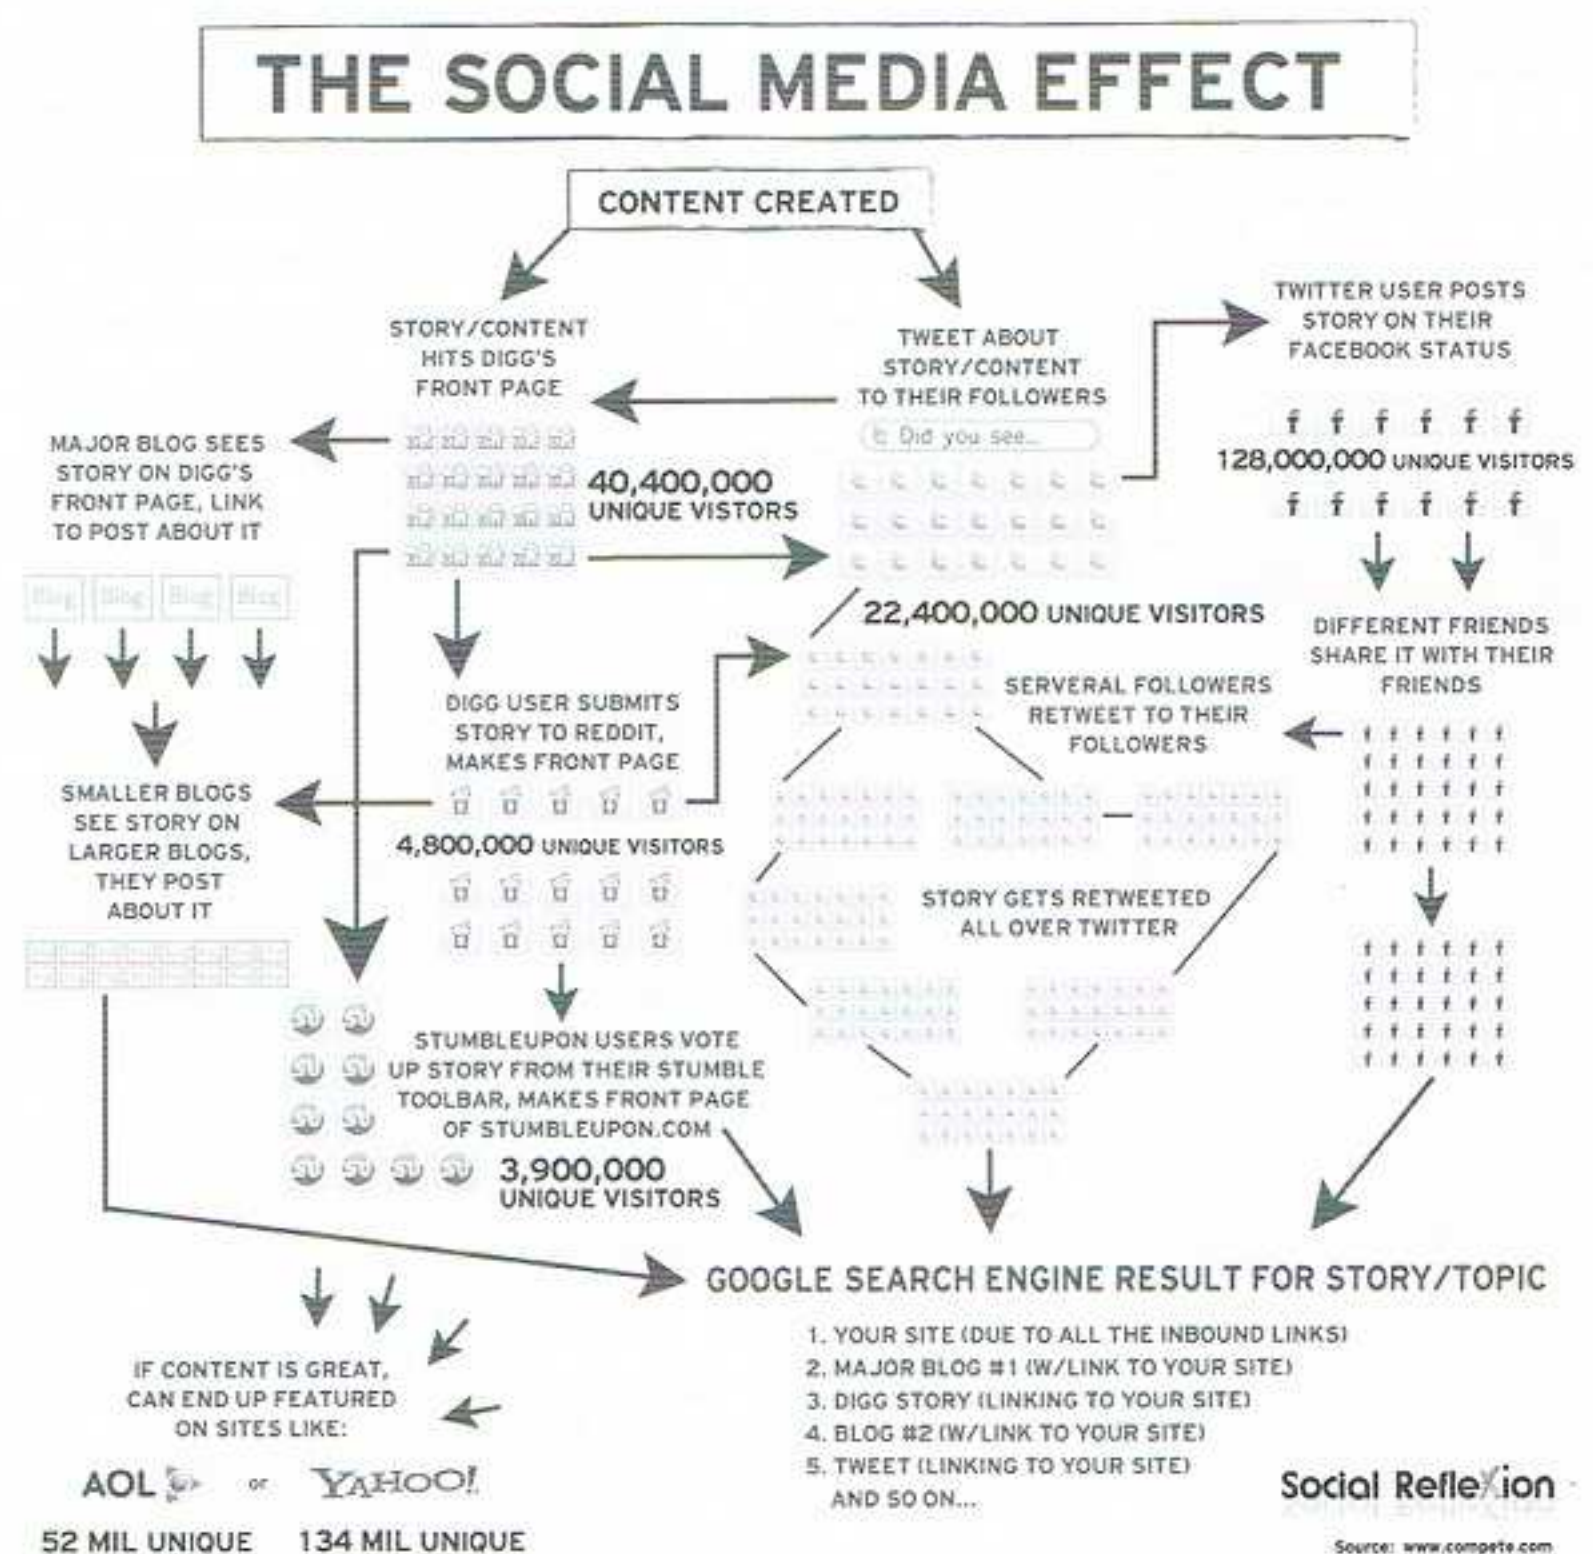 THE SOCIAL MEDIA EFFECT
CONTENT CREATED
STORY/CONTENT
HITS DIGG'S
FRONT PAGE
40,400,000
UNIQUE VISTORS
TWEET ABOUT
STORY/CONTENT
TO THEIR FOLLOWERS
Did you see...
22,400,000 UNIQUE VISITORS
TWITTER USER POSTS
STORY ON THEIR
FACEBOOK STATUS
f f f f f f
128,000,000 UNIQUE VISITORS
f f f f f f
MAJOR BLOG SEES
STORY ON DIGG'S
FRONT PAGE, LINK
TO POST ABOUT IT
Blog Blog Blog Blog
DIFFERENT FRIENDS
SHARE IT WITH THEIR
FRIENDS
SERVERAL FOLLOWERS
RETWEET TO THEIR
FOLLOWERS
DIGG USER SUBMITS
STORY TO REDDIT,
MAKES FRONT PAGE
4,800,000 UNIQUE VISITORS
SMALLER BLOGS
SEE STORY ON
LARGER BLOGS,
THEY POST
ABOUT IT
STORY GETS RETWEETED
ALL OVER TWITTER
STUMBLEUPON USERS VOTE
UP STORY FROM THEIR STUMBLE
TOOLBAR, MAKES FRONT PAGE
OF STUMBLEUPON.COM
3,900,000
UNIQUE VISITORS
GOOGLE SEARCH ENGINE RESULT FOR STORY/TOPIC
1. YOUR SITE (DUE TO ALL THE INBOUND LINKS)
2. MAJOR BLOG #1 (W/LINK TO YOUR SITE)
3. DIGG STORY (LINKING TO YOUR SITE)
4. BLOG #2 (W/LINK TO YOUR SITE)
5. TWEET (LINKING TO YOUR SITE)
AND SO ON...
IF CONTENT IS GREAT,
CAN END UP FEATURED
ON SITES LIKE:
AOL or YAHOO!
52 MIL UNIQUE 134 MIL UNIQUE
Social Reflexion
Source: www.compete.com